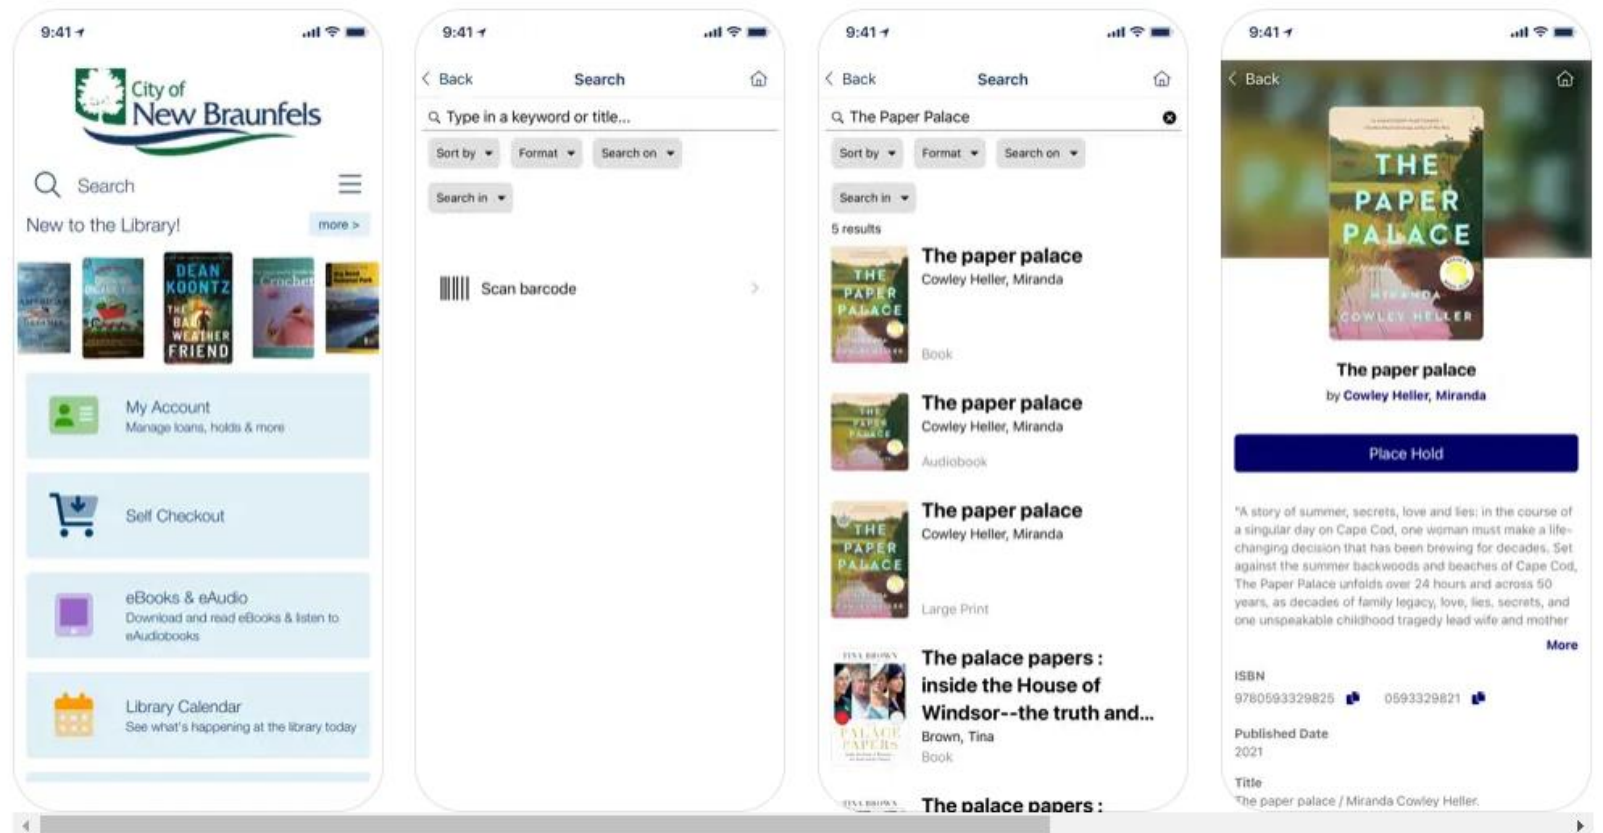 9:41
City of
New Braunfels
Search
New to the Library!
more >
DEAN
KOONTZ
THE
BAD
WEATHER
FRIEND
Crochet
My Account
Manage loans, holds & more
Self Checkout
eBooks & eAudio
Download and read eBooks & listen to
eAudiobooks
Library Calendar
See what's happening at the library today
9:41
Back
Search
Type in a keyword or title...
Sort by
Format
Search on
Search in
Scan barcode
9:41
Back
Search
The Paper Palace
Sort by
Format
Search on
Search in
5 results
THE
PAPER
PALACE
The paper palace
Cowley Heller, Miranda
Book
THE
PAPER
PALACE
The paper palace
Cowley Heller, Miranda
Audiobook
THE
PAPER
PALACE
The paper palace
Cowley Heller, Miranda
Large Print
TINA BROWN
PALACE
PAPERS
The palace papers :
inside the House of
Windsor--the truth and...
Brown, Tina
Book
TINA BROWN
The palace papers :
9:41
Back
THE
PAPER
PALACE
MIRANDA
COWLEY HELLER
The paper palace
by Cowley Heller, Miranda
Place Hold
"A story of summer, secrets, love and lies: in the course of
a singular day on Cape Cod, one woman must make a life-
changing decision that has been brewing for decades. Set
against the summer backwoods and beaches of Cape Cod,
The Paper Palace unfolds over 24 hours and across 50
years, as decades of family legacy, love, lies, secrets, and
one unspeakable childhood tragedy lead wife and mother
More
ISBN
9780593329825
0593329821
Published Date
2021
Title
The paper palace / Miranda Cowley Heller.